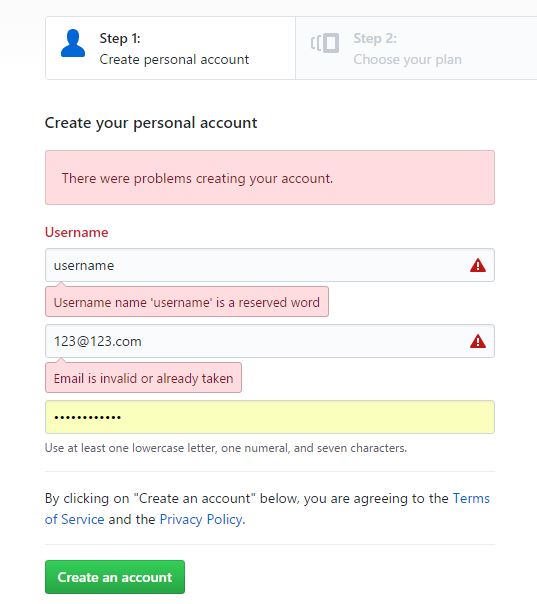 Step 1:
Create personal account
Step 2:
Choose your plan
Create your personal account
There were problems creating your account.
Username
username
Username name 'username' is a reserved word
123@123.com
Email is invalid or already taken
••••••••••••
Use at least one lowercase letter, one numeral, and seven characters.
By clicking on "Create an account" below, you are agreeing to the Terms
of Service and the Privacy Policy.
Create an account